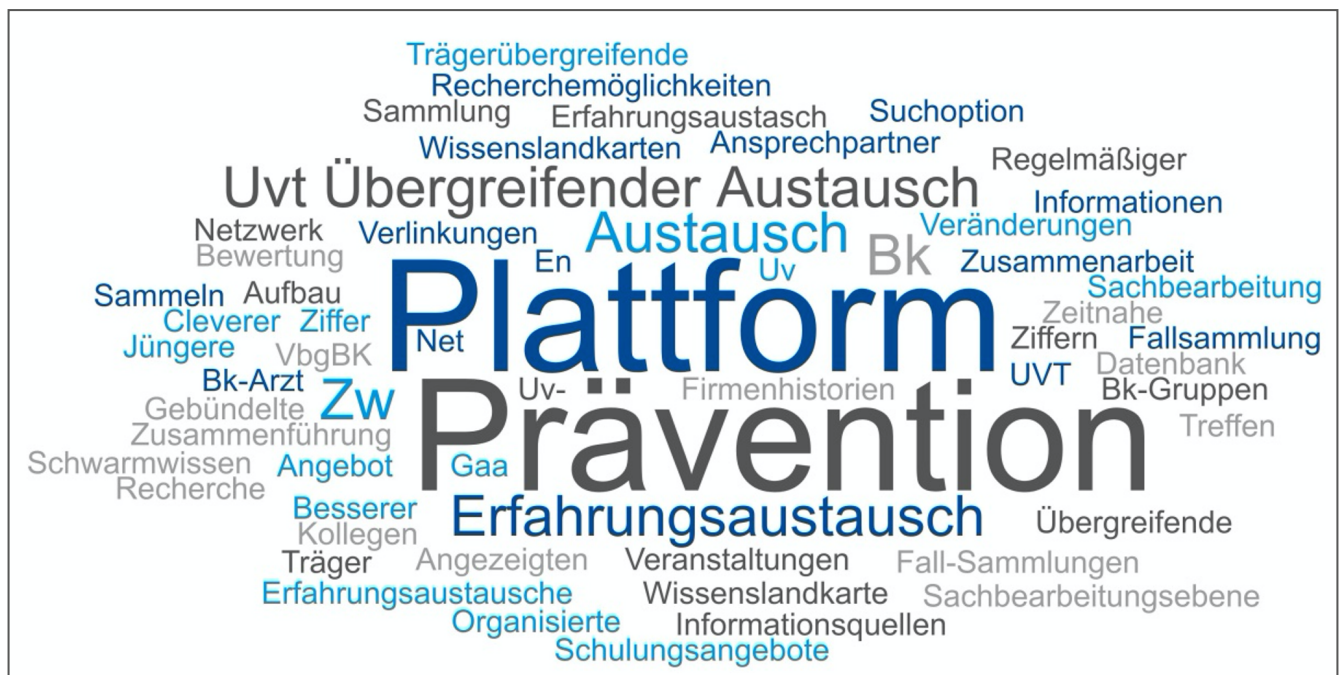 Trägerübergreifende
Recherchemöglichkeiten
Sammlung Erfahrungsaustasch Suchoption
Wissenslandkarten Ansprechpartner
Regelmäßiger
Uvt Übergreifender Austausch
Informationen
Netzwerk Verlinkungen Austausch Veränderungen
Bewertung En Uv Bk Zusammenarbeit
Sammeln Aufbau Sachbearbeitung
Cleverer Ziffer Plattform Zeitnahe
Jüngere VbgBK Net Ziffern Fallsammlung
Bk-Arzt UVT Datenbank
Gebündelte Zw Uv- Firmenhistorien Bk-Gruppen
Zusammenführung Prävention Treffen
Schwarmwissen Angebot Gaa
Recherche
Besserer Erfahrungsaustausch Übergreifende
Kollegen
Träger Angezeigten Veranstaltungen Fall-Sammlungen
Erfahrungsaustausche Wissenslandkarte Sachbearbeitungsebene
Organisierte Informationsquellen
Schulungsangebote